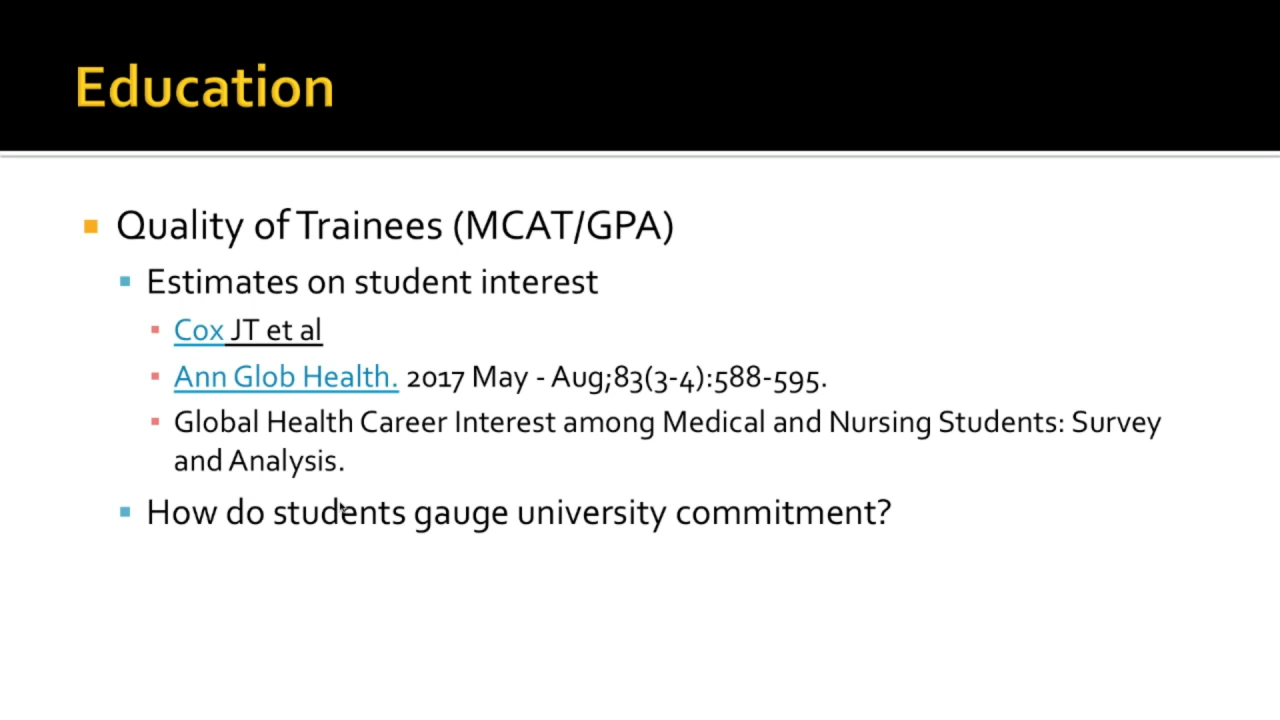 Education
Quality of Trainees (MCAT/GPA)
Estimates on student interest
Cox JT et al
Ann Glob Health. 2017 May - Aug;83(3-4):588-595.
Global Health Career Interest among Medical and Nursing Students: Survey
and Analysis.
How do students gauge university commitment?